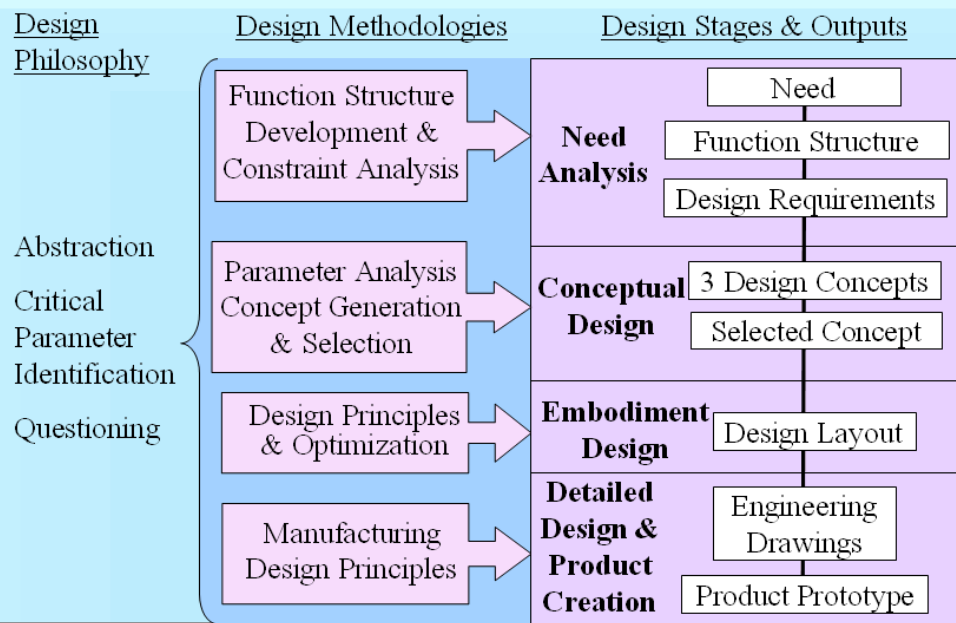 Design
Philosophy
Abstraction
Critical
Parameter
Identification
Questioning
Design Methodologies
Function Structure
Development &
Constraint Analysis
Parameter Analysis
Concept Generation
& Selection
Design Principles
& Optimization
Manufacturing
Design Principles
Design Stages & Outputs
Need
Analysis
Need
Function Structure
Design Requirements
Conceptual
Design
3 Design Concepts
Selected Concept
Embodiment
Design
Design Layout
Detailed
Design &
Product
Creation
Engineering
Drawings
Product Prototype